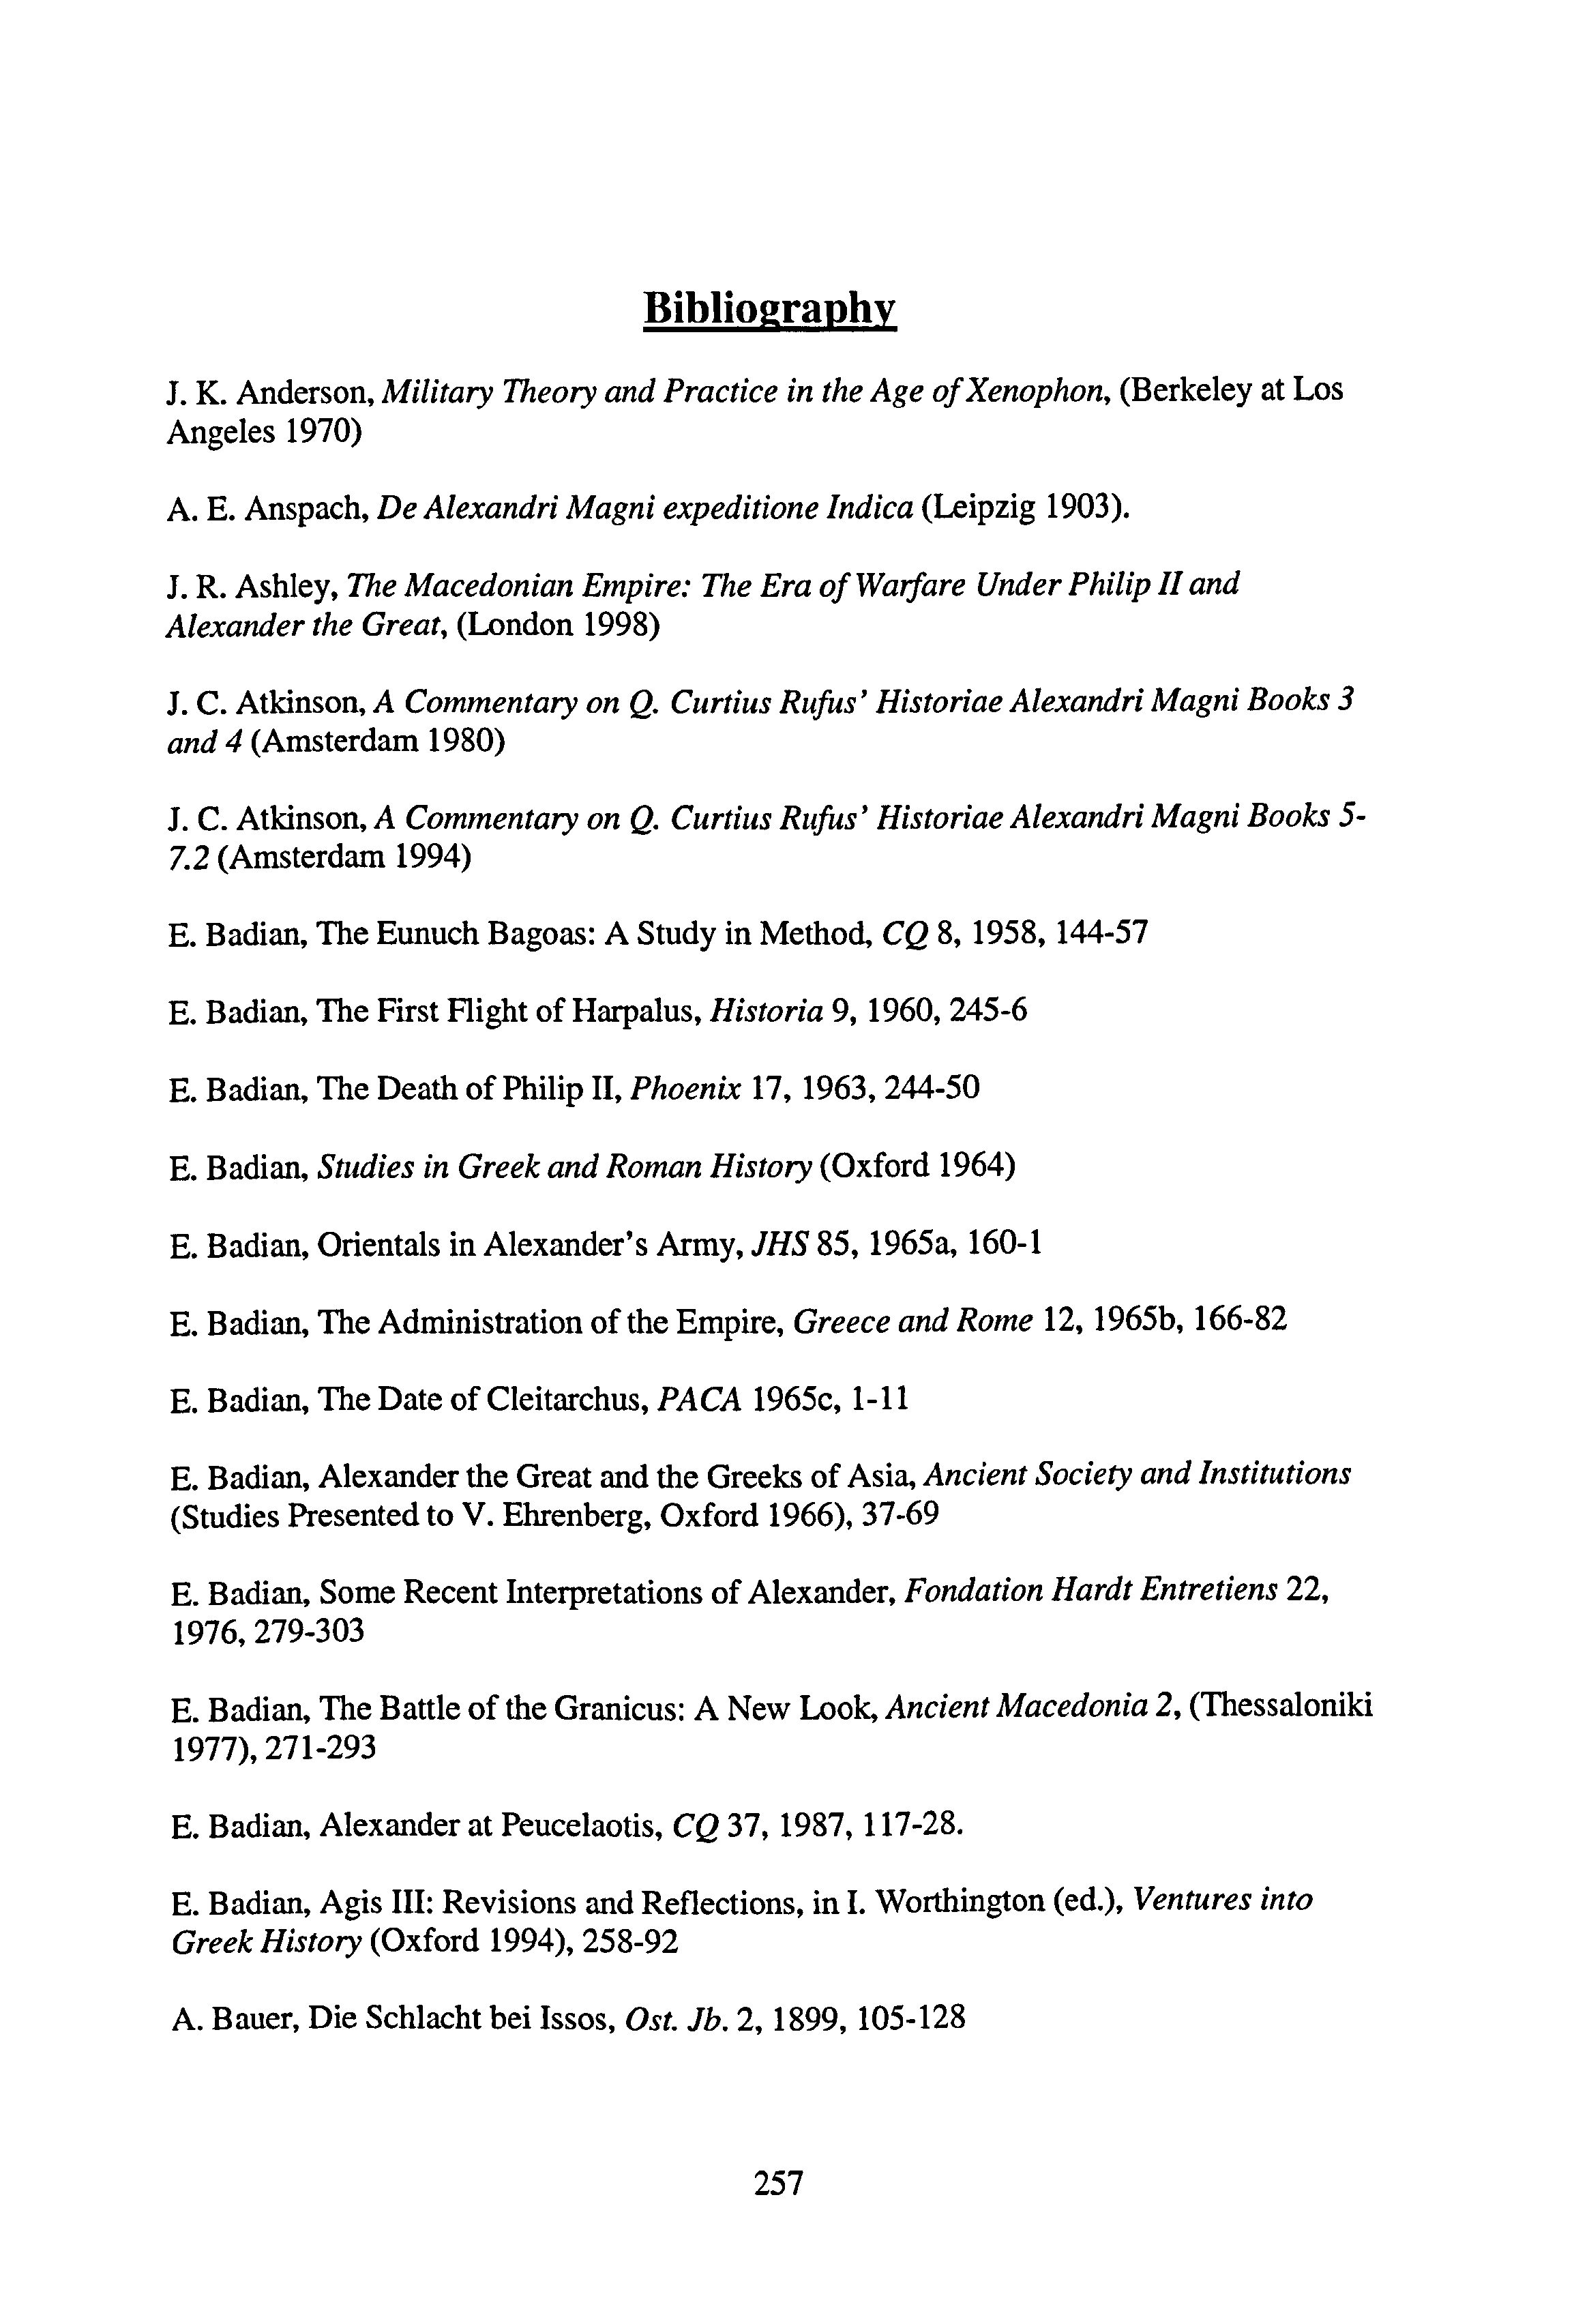 Bibliography
J. K. Anderson, Military Theory and Practice in the Age of Xenophon, (Berkeley at Los
Angeles 1970)
A. E. Anspach, De Alexandri Magni expeditione Indica (Leipzig 1903).
J. R. Ashley, The Macedonian Empire: The Era of Warfare Under Philip II and
Alexander the Great, (London 1998)
J. C. Atkinson, A Commentary on Q. Curtius Rufus' Historiae Alexandri Magni Books 3
and 4 (Amsterdam 1980)
J. C. Atkinson, A Commentary on Q. Curtius Rufus' Historiae Alexandri Magni Books 5-
7.2 (Amsterdam 1994)
E. Badian, The Eunuch Bagoas: A Study in Method, CQ 8, 1958, 144-57
E. Badian, The First Flight of Harpalus, Historia 9, 1960, 245-6
E. Badian, The Death of Philip II, Phoenix 17, 1963, 244-50
E. Badian, Studies in Greek and Roman History (Oxford 1964)
E. Badian, Orientals in Alexander's Army, JHS 85, 1965a, 160-1
E. Badian, The Administration of the Empire, Greece and Rome 12, 1965b, 166-82
E. Badian, The Date of Cleitarchus, PACA 1965c, 1-11
E. Badian, Alexander the Great and the Greeks of Asia, Ancient Society and Institutions
(Studies Presented to V. Ehrenberg, Oxford 1966), 37-69
E. Badian, Some Recent Interpretations of Alexander, Fondation Hardt Entretiens 22,
1976, 279-303
E. Badian, The Battle of the Granicus: A New Look, Ancient Macedonia 2, (Thessaloniki
1977), 271-293
E. Badian, Alexander at Peucelaotis, CQ 37, 1987, 117-28.
E. Badian, Agis III: Revisions and Reflections, in I. Worthington (ed.), Ventures into
Greek History (Oxford 1994), 258-92
A. Bauer, Die Schlacht bei Issos, Ost. Jb. 2, 1899, 105-128
257